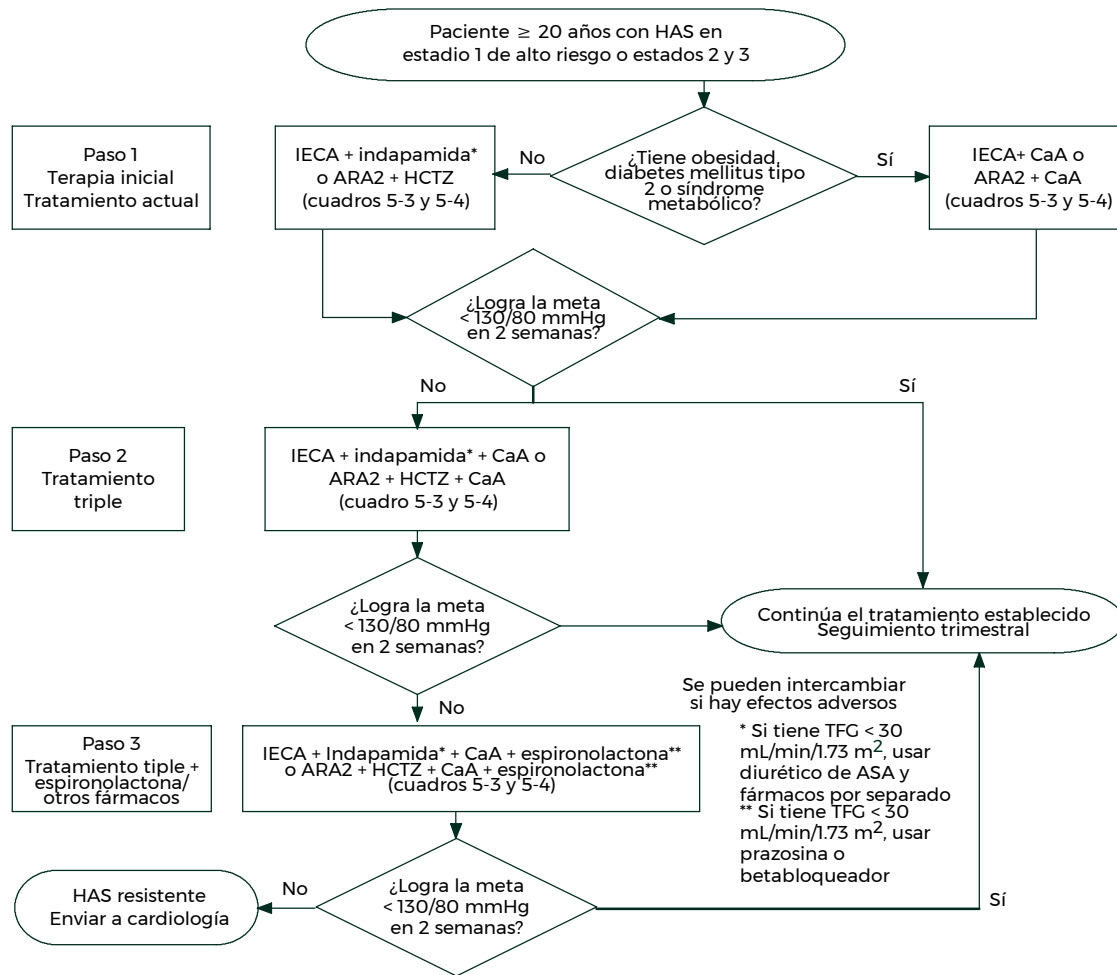 Paciente ≥ 20 años con HAS en
estadio 1 de alto riesgo o estados 2 y 3
Paso 1
Terapia inicial
Tratamiento actual
IECA + indapamida*
o ARA2 + HCTZ
(cuadros 5-3 y 5-4)
No
¿Tiene obesidad,
diabetes mellitus tipo
2 o síndrome
metabólico?
Sí
IECA+ CaA o
ARA2 + CaA
(cuadros 5-3 y 5-4)
¿Logra la meta
< 130/80 mmHg
en 2 semanas?
No
Sí
Paso 2
Tratamiento
triple
IECA + indapamida* + CaA o
ARA2 + HCTZ + CaA
(cuadro 5-3 y 5-4)
¿Logra la meta
< 130/80 mmHg
en 2 semanas?
Continúa el tratamiento establecido
Seguimiento trimestral
No
Se pueden intercambiar
si hay efectos adversos
* Si tiene TFG < 30
mL/min/1.73 m², usar
diurético de ASA y
fármacos por separado
** Si tiene TFG < 30
mL/min/1.73 m², usar
prazosina o
betabloqueador
Paso 3
Tratamiento tiple +
espironolactona/
otros fármacos
IECA + Indapamida* + CaA + espironolactona**
o ARA2 + HCTZ + CaA + espironolactona**
(cuadros 5-3 y 5-4)
HAS resistente
Enviar a cardiología
No
¿Logra la meta
< 130/80 mmHg
en 2 semanas?
Sí